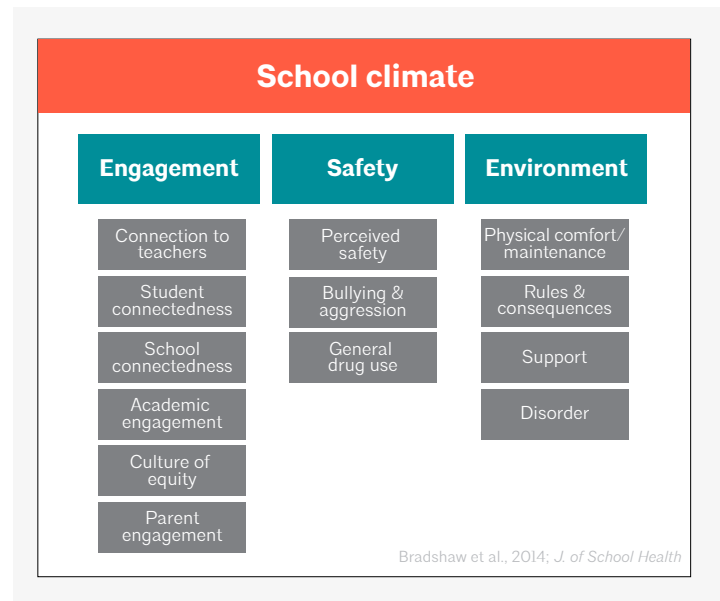 School climate
Engagement
Connection to
teachers
Student
connectedness
School
connectedness
Academic
engagement
Culture of
equity
Parent
engagement
Safety
Perceived
safety
Bullying &
aggression
General
drug use
Environment
Physical comfort/
maintenance
Rules &
consequences
Support
Disorder
Bradshaw et al., 2014; J. of School Health